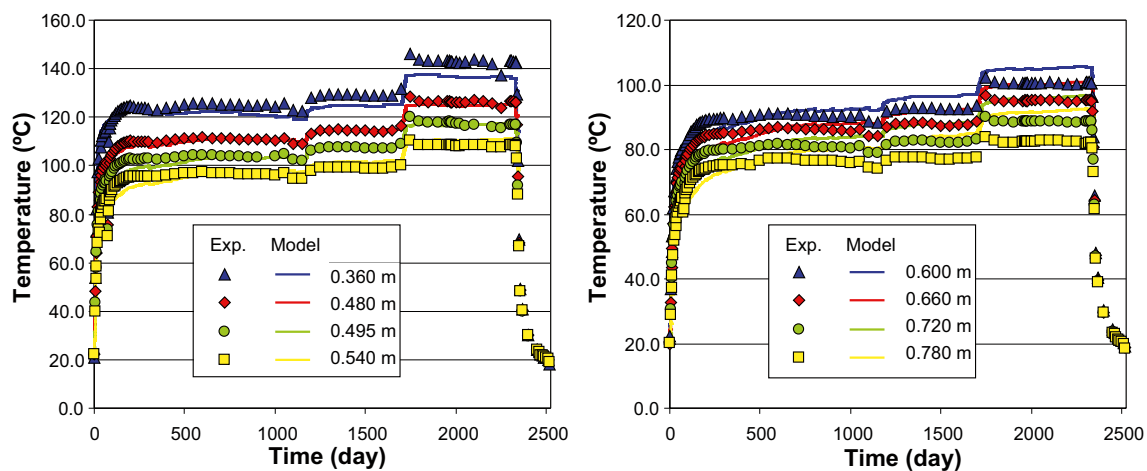 160.0
140.0
120.0
100.0
80.0
60.0
40.0
20.0
0.0
Temperature (ºC)
0 500 1000 1500 2000 2500
Time (day)
Exp. Model
0.360 m
0.480 m
0.495 m
0.540 m
120.0
100.0
80.0
60.0
40.0
20.0
0.0
Temperature (ºC)
0 500 1000 1500 2000 2500
Time (day)
Exp. Model
0.600 m
0.660 m
0.720 m
0.780 m